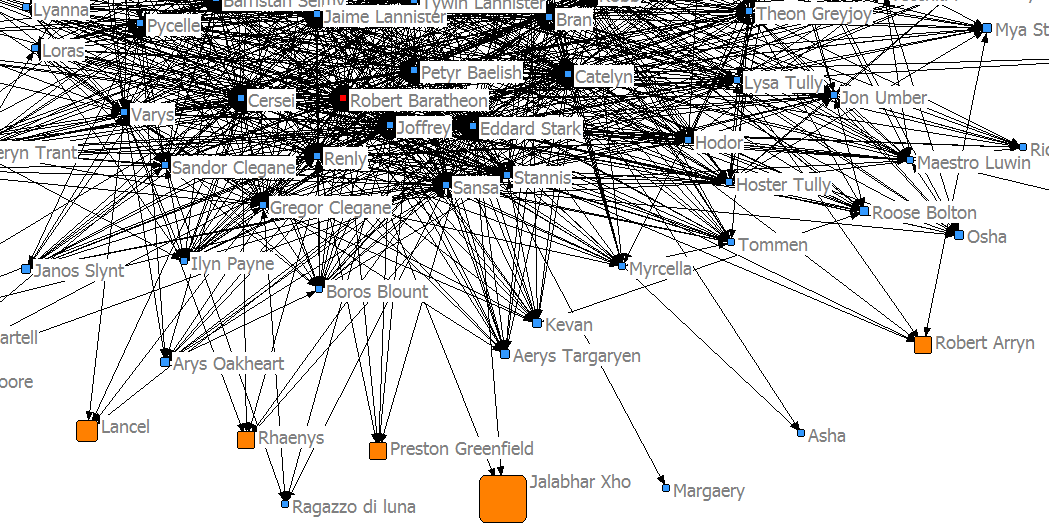 Barristan Selmy
Tywin Lannister
Lyanna
Pycelle
Jaime Lannister
Bran
Theon Greyjoy
Mya St
Loras
Petyr Baelish
Catelyn
Lysa Tully
Cersei
Robert Baratheon
Jon Umber
Varys
Joffrey
Eddard Stark
Hodor
eryn Trant
Sandor Clegane
Renly
Maestro Luwin
Stannis
Sansa
Hoster Tully
Gregor Clegane
Roose Bolton
Osha
Tommen
Janos Slynt
Ilyn Payne
Myrcella
Boros Blount
Kevan
artell
Robert Arryn
Aerys Targaryen
Arys Oakheart
oore
Lancel
Rhaenys
Asha
Preston Greenfield
Jalabhar Xho
Margaery
Ragazzo di luna